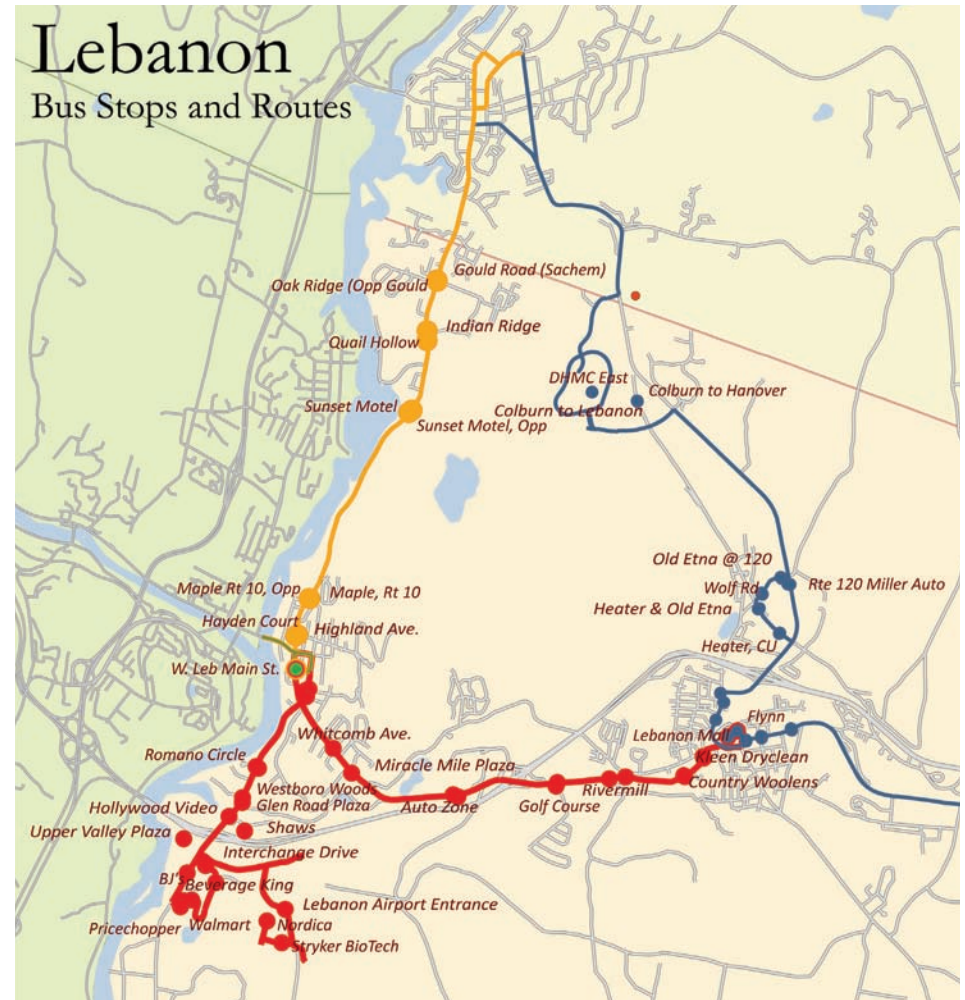 Lebanon
Bus Stops and Routes
Gould Road (Sachem)
Oak Ridge (Opp Gould
Indian Ridge
Quail Hollow
DHMC East
Colburn to Hanover
Sunset Motel
Colburn to Lebanon
Sunset Motel, Opp
Old Etna @ 120
Maple Rt 10, Opp
Maple, Rt 10
Wolf Rd
Rte 120 Miller Auto
Heater & Old Etna
Hayden Court
Highland Ave.
Heater, CU
W. Leb Main St.
Flynn
Whitcomb Ave.
Lebanon Mall
Romano Circle
Kleen Dryclean
Miracle Mile Plaza
Country Woolens
Westboro Woods
Rivermill
Hollywood Video
Glen Road Plaza
Auto Zone
Golf Course
Upper Valley Plaza
Shaws
Interchange Drive
BJ's
Beverage King
Lebanon Airport Entrance
Pricechopper
Walmart
Nordica
Stryker BioTech